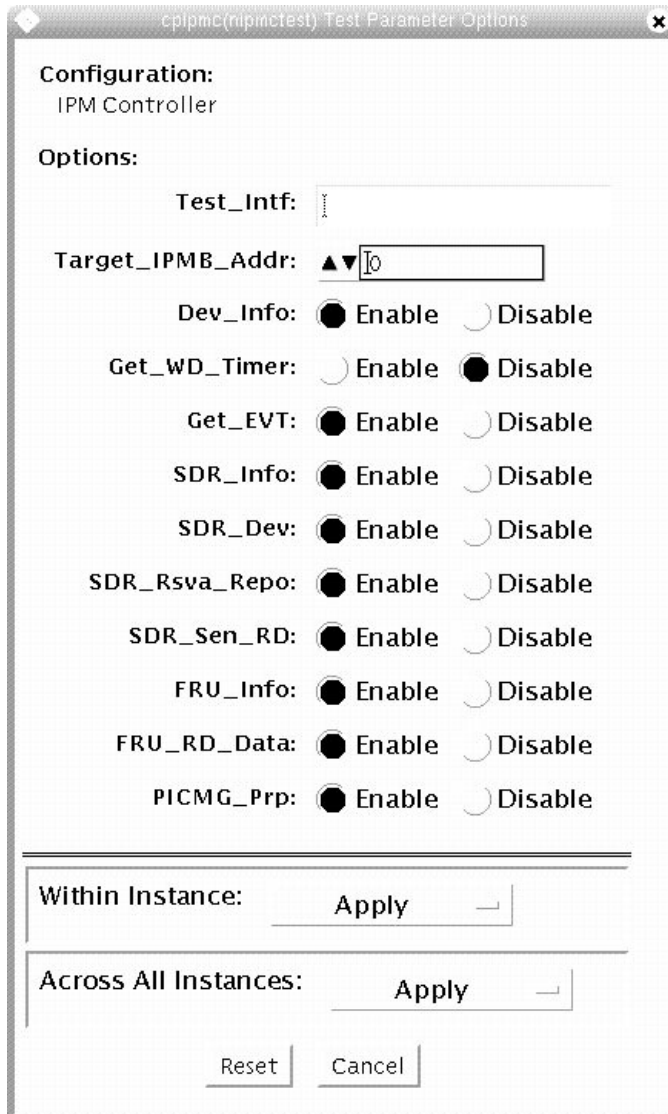 cpipmc(nipmctest) Test Parameter Options
Configuration:
IPM Controller
Options:
Test_Intf:
Target_IPMB_Addr: 0
Dev_Info: Enable Disable
Get_WD_Timer: Enable Disable
Get_EVT: Enable Disable
SDR_Info: Enable Disable
SDR_Dev: Enable Disable
SDR_Rsva_Repo: Enable Disable
SDR_Sen_RD: Enable Disable
FRU_Info: Enable Disable
FRU_RD_Data: Enable Disable
PICMG_Prp: Enable Disable
Within Instance: Apply
Across All Instances: Apply
Reset Cancel